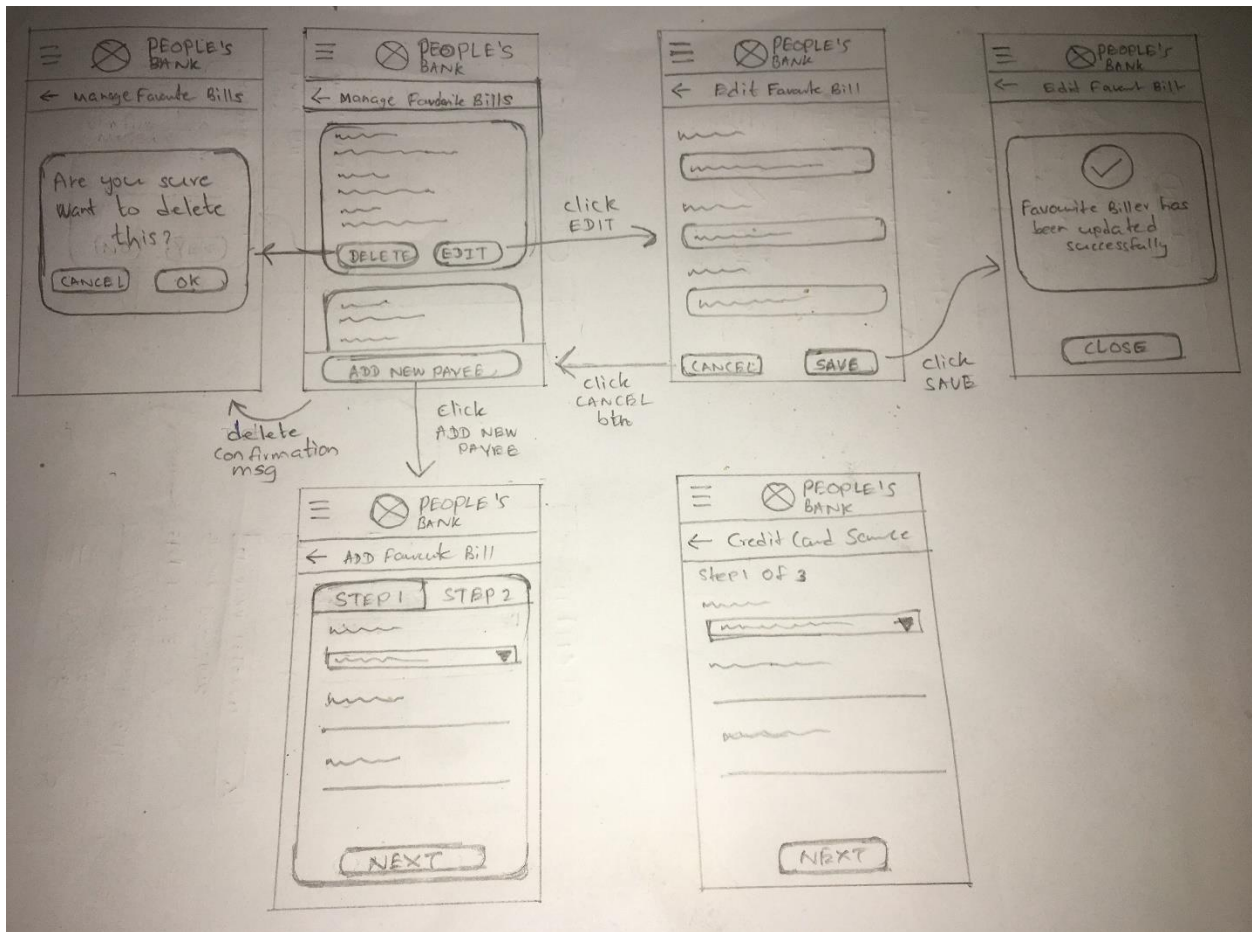 PEOPLE'S
BANK
← Manage Favourite Bills
Are you sure
want to delete
this?
CANCEL OK
PEOPLE'S
BANK
← Manage Favourite Bills
DELETE EDIT
ADD NEW PAYEE
click
EDIT
PEOPLE'S
BANK
← Edit Favourite Bill
CANCEL SAVE
click
CANCEL
btn
click
SAVE
PEOPLE'S
BANK
← Edit Favourit Bill
Favourite Biller has
been updated
successfully
CLOSE
delete
confirmation
msg
click
ADD NEW
PAYEE
PEOPLE'S
BANK
← ADD Favourite Bill
STEP 1 STEP 2
NEXT
PEOPLE'S
BANK
← Credit Card
Step 1 of 3
NEXT